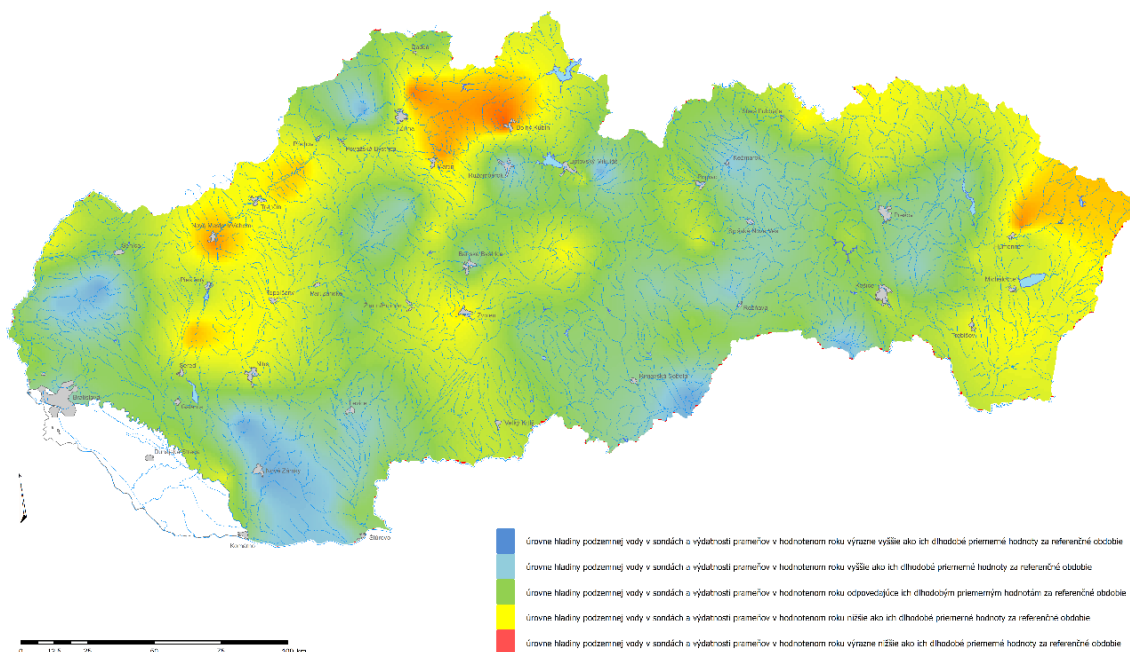 Čadca
Žilina
Dolný Kubín
Stará Ľubovňa
Považská Bystrica
Martin
Ružomberok
Liptovský Mikuláš
Kežmarok
Poprad
Prešov
Trenčín
Nové Mesto nad Váhom
Humenné
Spišská Nová Ves
Senica
Banská Bystrica
Michalovce
Piešťany
Topoľčany
Partizánske
Košice
Rožňava
Zvolen
Trebišov
Sereď
Nitra
Rimavská Sobota
Bratislava
Galanta
Levice
Veľký Krtíš
Dunajská Streda
Nové Zámky
Komárno
Štúrovo
úrovne hladiny podzemnej vody v sondách a výdatnosti prameňov v hodnotenom roku výrazne vyššie ako ich dlhodobé priemerné hodnoty za referenčné obdobie
úrovne hladiny podzemnej vody v sondách a výdatnosti prameňov v hodnotenom roku vyššie ako ich dlhodobé priemerné hodnoty za referenčné obdobie
úrovne hladiny podzemnej vody v sondách a výdatnosti prameňov v hodnotenom roku odpovedajúce ich dlhodobým priemerným hodnotám za referenčné obdobie
úrovne hladiny podzemnej vody v sondách a výdatnosti prameňov v hodnotenom roku nižšie ako ich dlhodobé priemerné hodnoty za referenčné obdobie
úrovne hladiny podzemnej vody v sondách a výdatnosti prameňov v hodnotenom roku výrazne nižšie ako ich dlhodobé priemerné hodnoty za referenčné obdobie
0 12,5 25 50 75 100 km